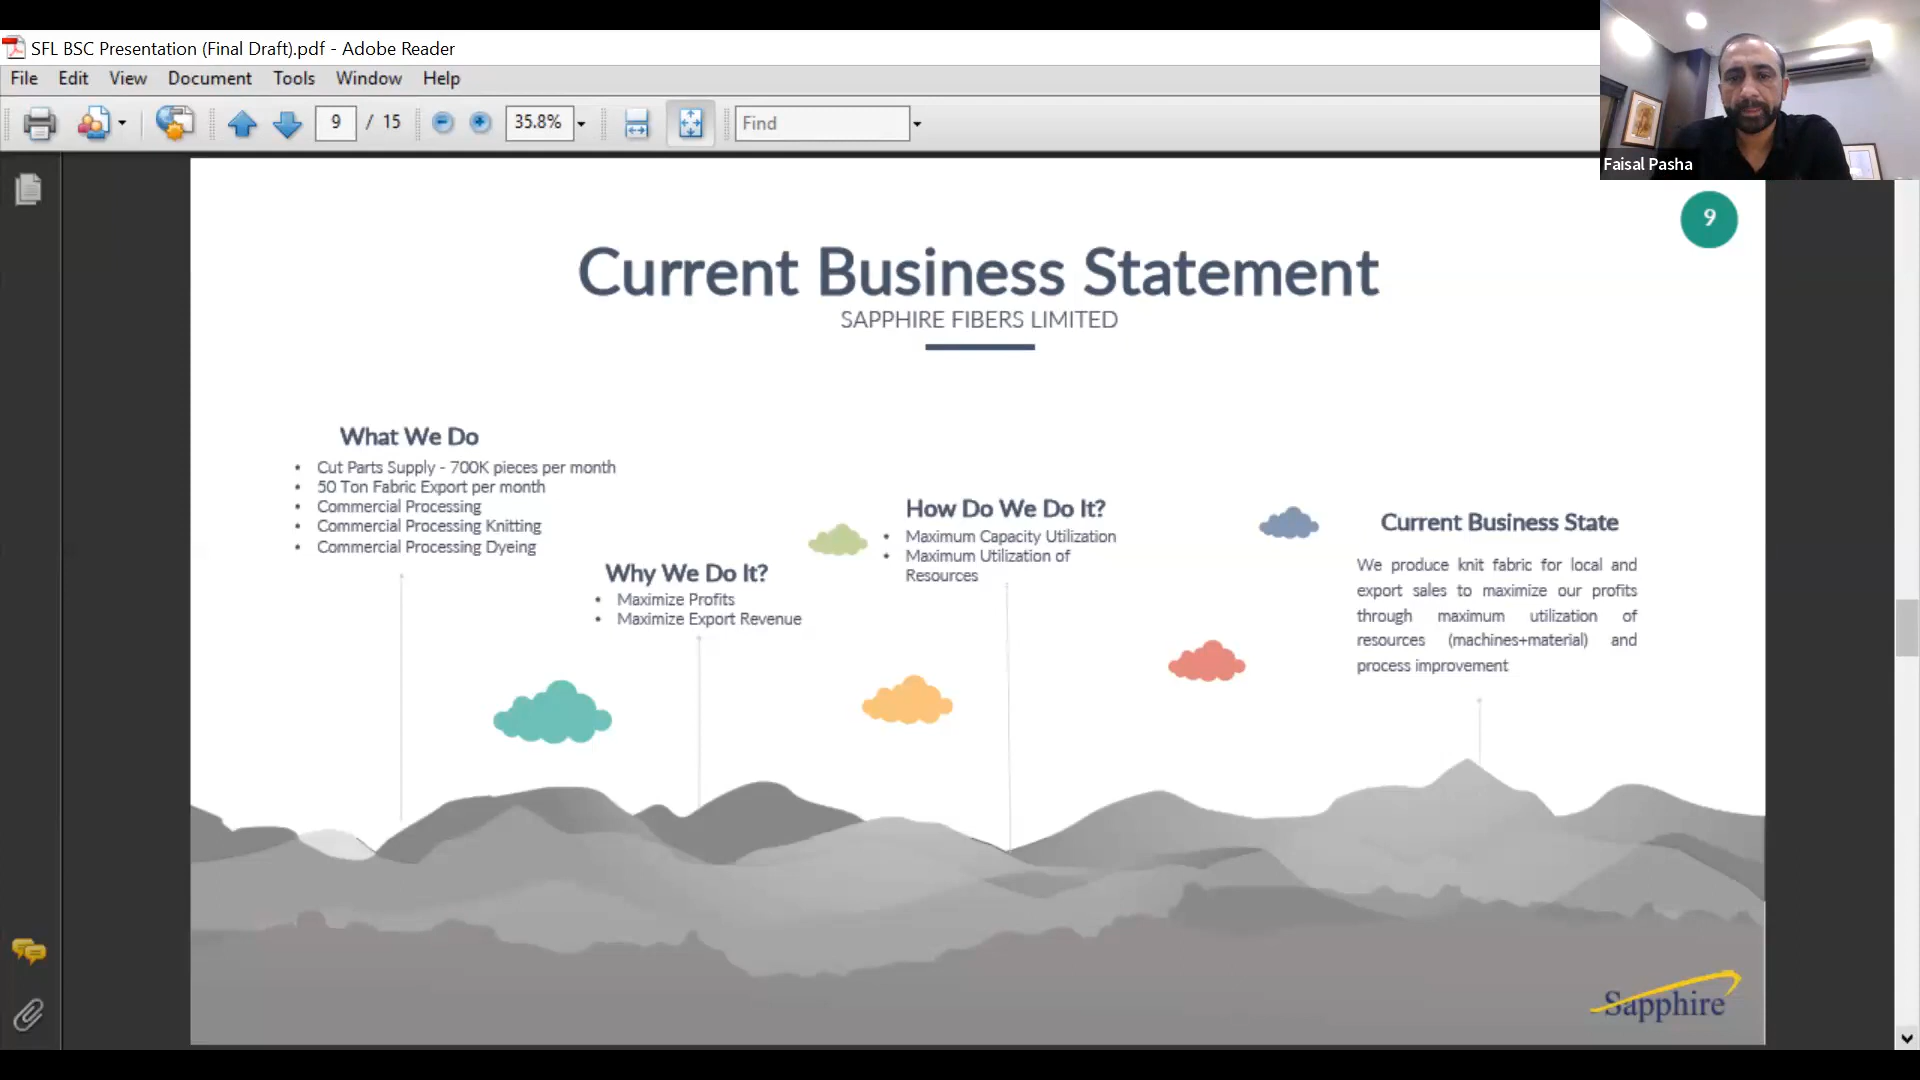 SFL BSC Presentation (Final Draft).pdf - Adobe Reader
File Edit View Document Tools Window Help
9 / 15 35.8% Find
Faisal Pasha
9
Current Business Statement
SAPPHIRE FIBERS LIMITED
What We Do
• Cut Parts Supply - 700K pieces per month
• 50 Ton Fabric Export per month
• Commercial Processing
• Commercial Processing Knitting
• Commercial Processing Dyeing
Why We Do It?
• Maximize Profits
• Maximize Export Revenue
How Do We Do It?
• Maximum Capacity Utilization
• Maximum Utilization of
Resources
Current Business State
We produce knit fabric for local and
export sales to maximize our profits
through maximum utilization of
resources (machines+material) and
process improvement
Sapphire